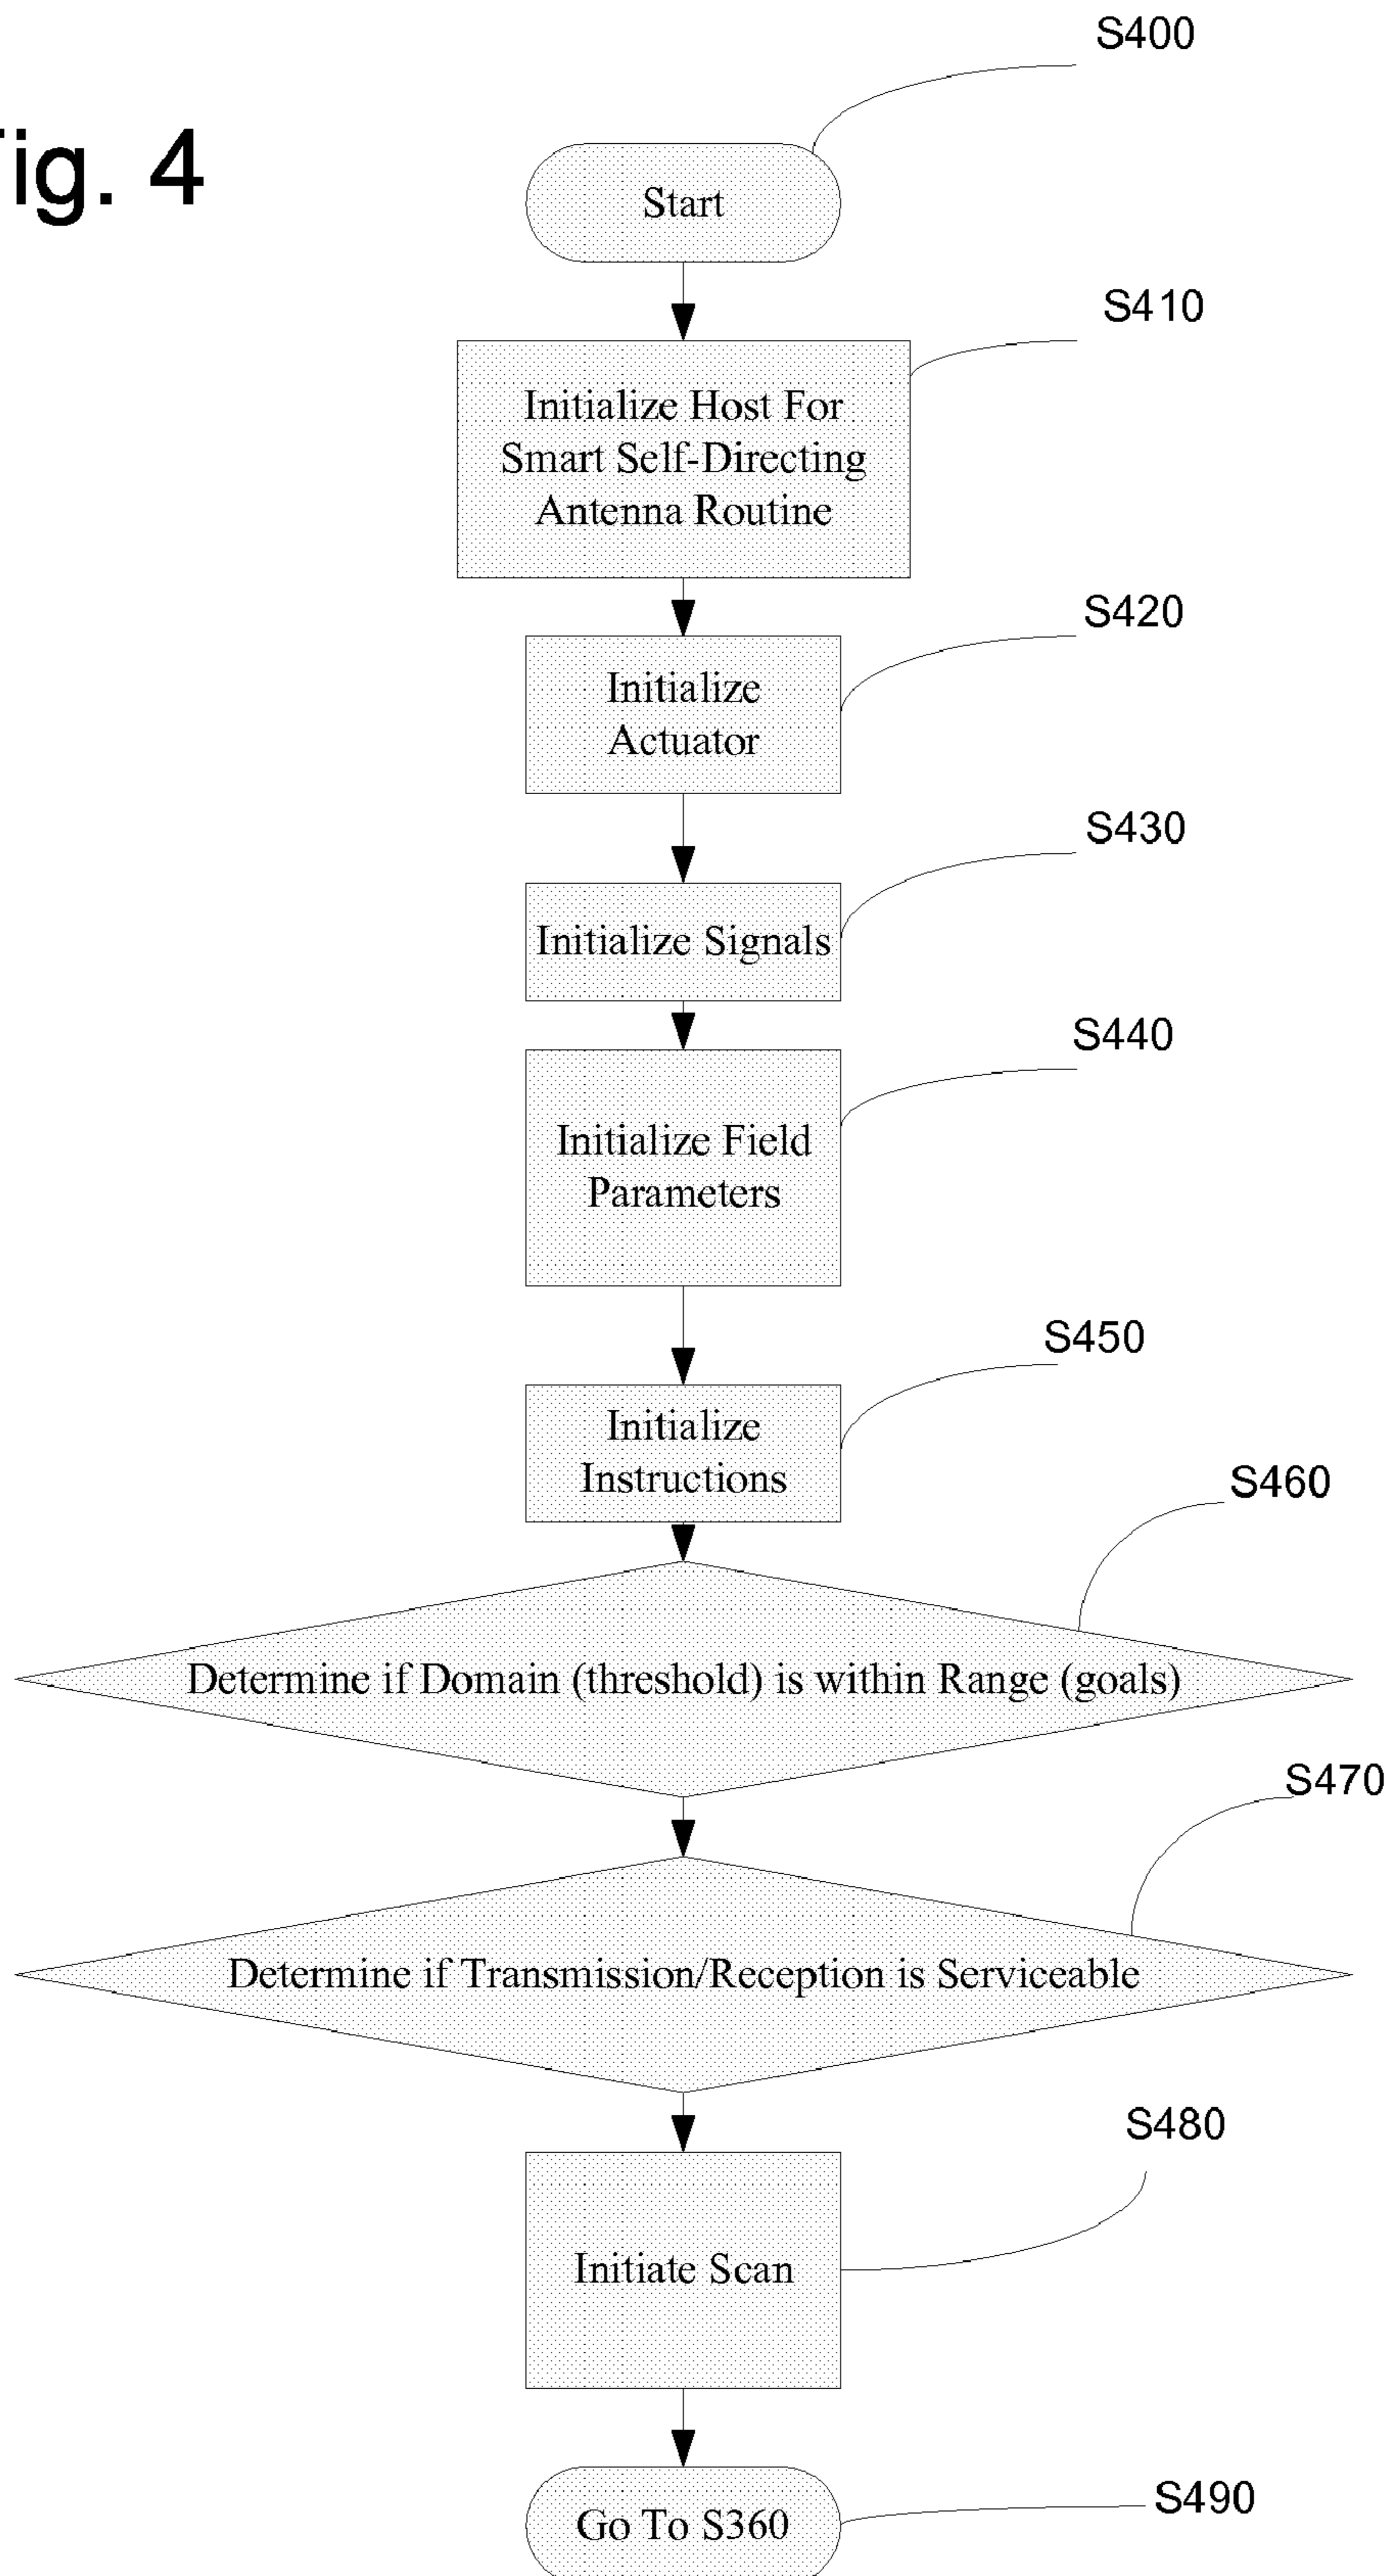 S400
ig. 4
Start
S410
Initialize Host For
Smart Self-Directing
Antenna Routine
S420
Initialize
Actuator
S430
Initialize Signals
S440
Initialize Field
Parameters
S450
Initialize
Instructions
S460
Determine if Domain (threshold) is within Range (goals)
S470
Determine if Transmission/Reception is Serviceable
S480
Initiate Scan
S490
Go To S360